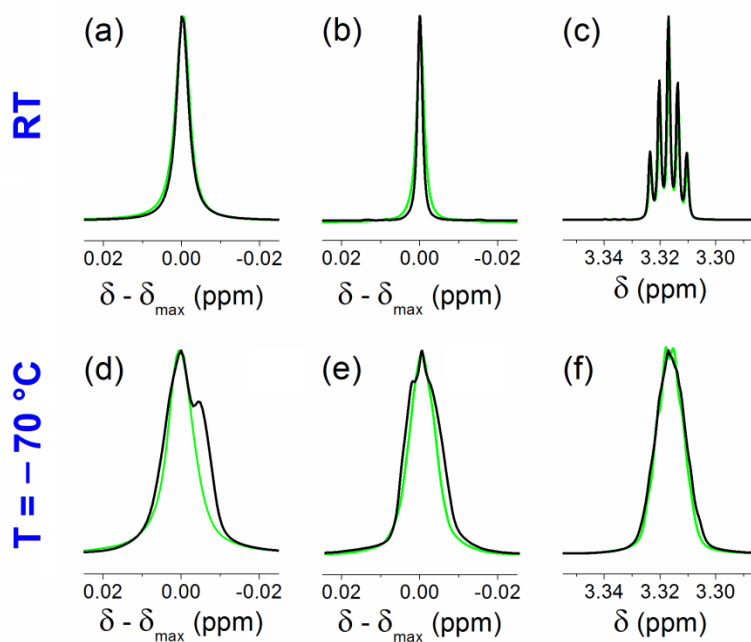 RT
(a)
(b)
(c)
0.02 0.00 -0.02
0.02 0.00 -0.02
3.34 3.32 3.30
δ - δmax (ppm)
δ - δmax (ppm)
δ (ppm)
T = – 70 °C
(d)
(e)
(f)
0.02 0.00 -0.02
0.02 0.00 -0.02
3.34 3.32 3.30
δ - δmax (ppm)
δ - δmax (ppm)
δ (ppm)